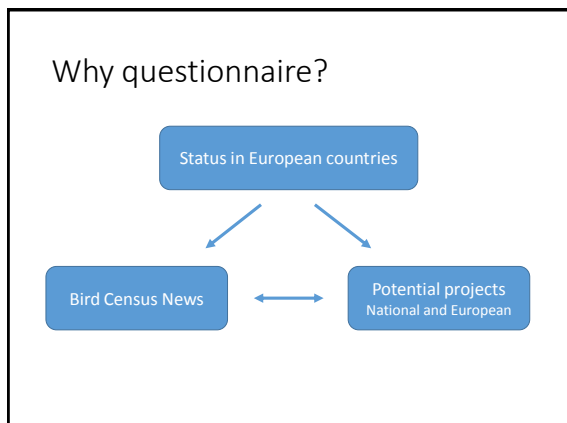 Why questionnaire?
Status in European countries
Bird Census News
Potential projects
National and European